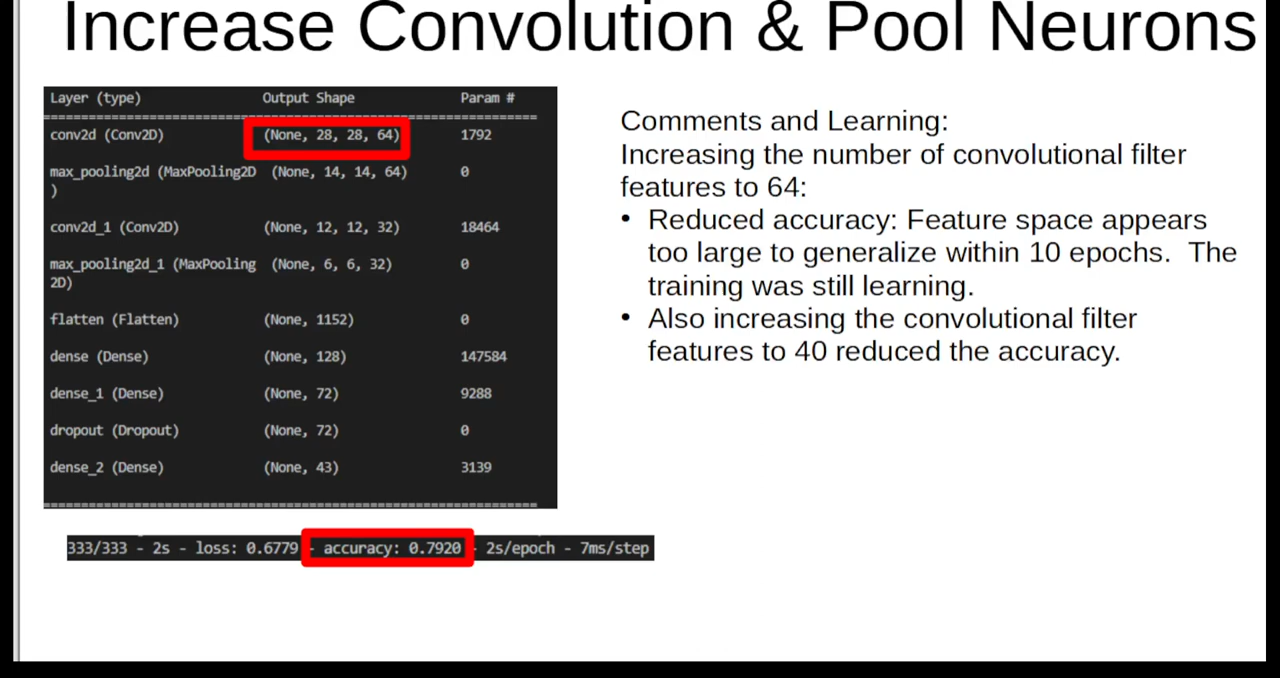 Increase Convolution & Pool Neurons
Layer (type) Output Shape Param #
=================================================================
conv2d (Conv2D) (None, 28, 28, 64) 1792
max_pooling2d (MaxPooling2D (None, 14, 14, 64) 0
)
conv2d_1 (Conv2D) (None, 12, 12, 32) 18464
max_pooling2d_1 (MaxPooling (None, 6, 6, 32) 0
2D)
flatten (Flatten) (None, 1152) 0
dense (Dense) (None, 128) 147584
dense_1 (Dense) (None, 72) 9288
dropout (Dropout) (None, 72) 0
dense_2 (Dense) (None, 43) 3139
=================================================================
333/333 - 2s - loss: 0.6779 - accuracy: 0.7920 - 2s/epoch - 7ms/step
Comments and Learning:
Increasing the number of convolutional filter
features to 64:
• Reduced accuracy: Feature space appears
too large to generalize within 10 epochs. The
training was still learning.
• Also increasing the convolutional filter
features to 40 reduced the accuracy.